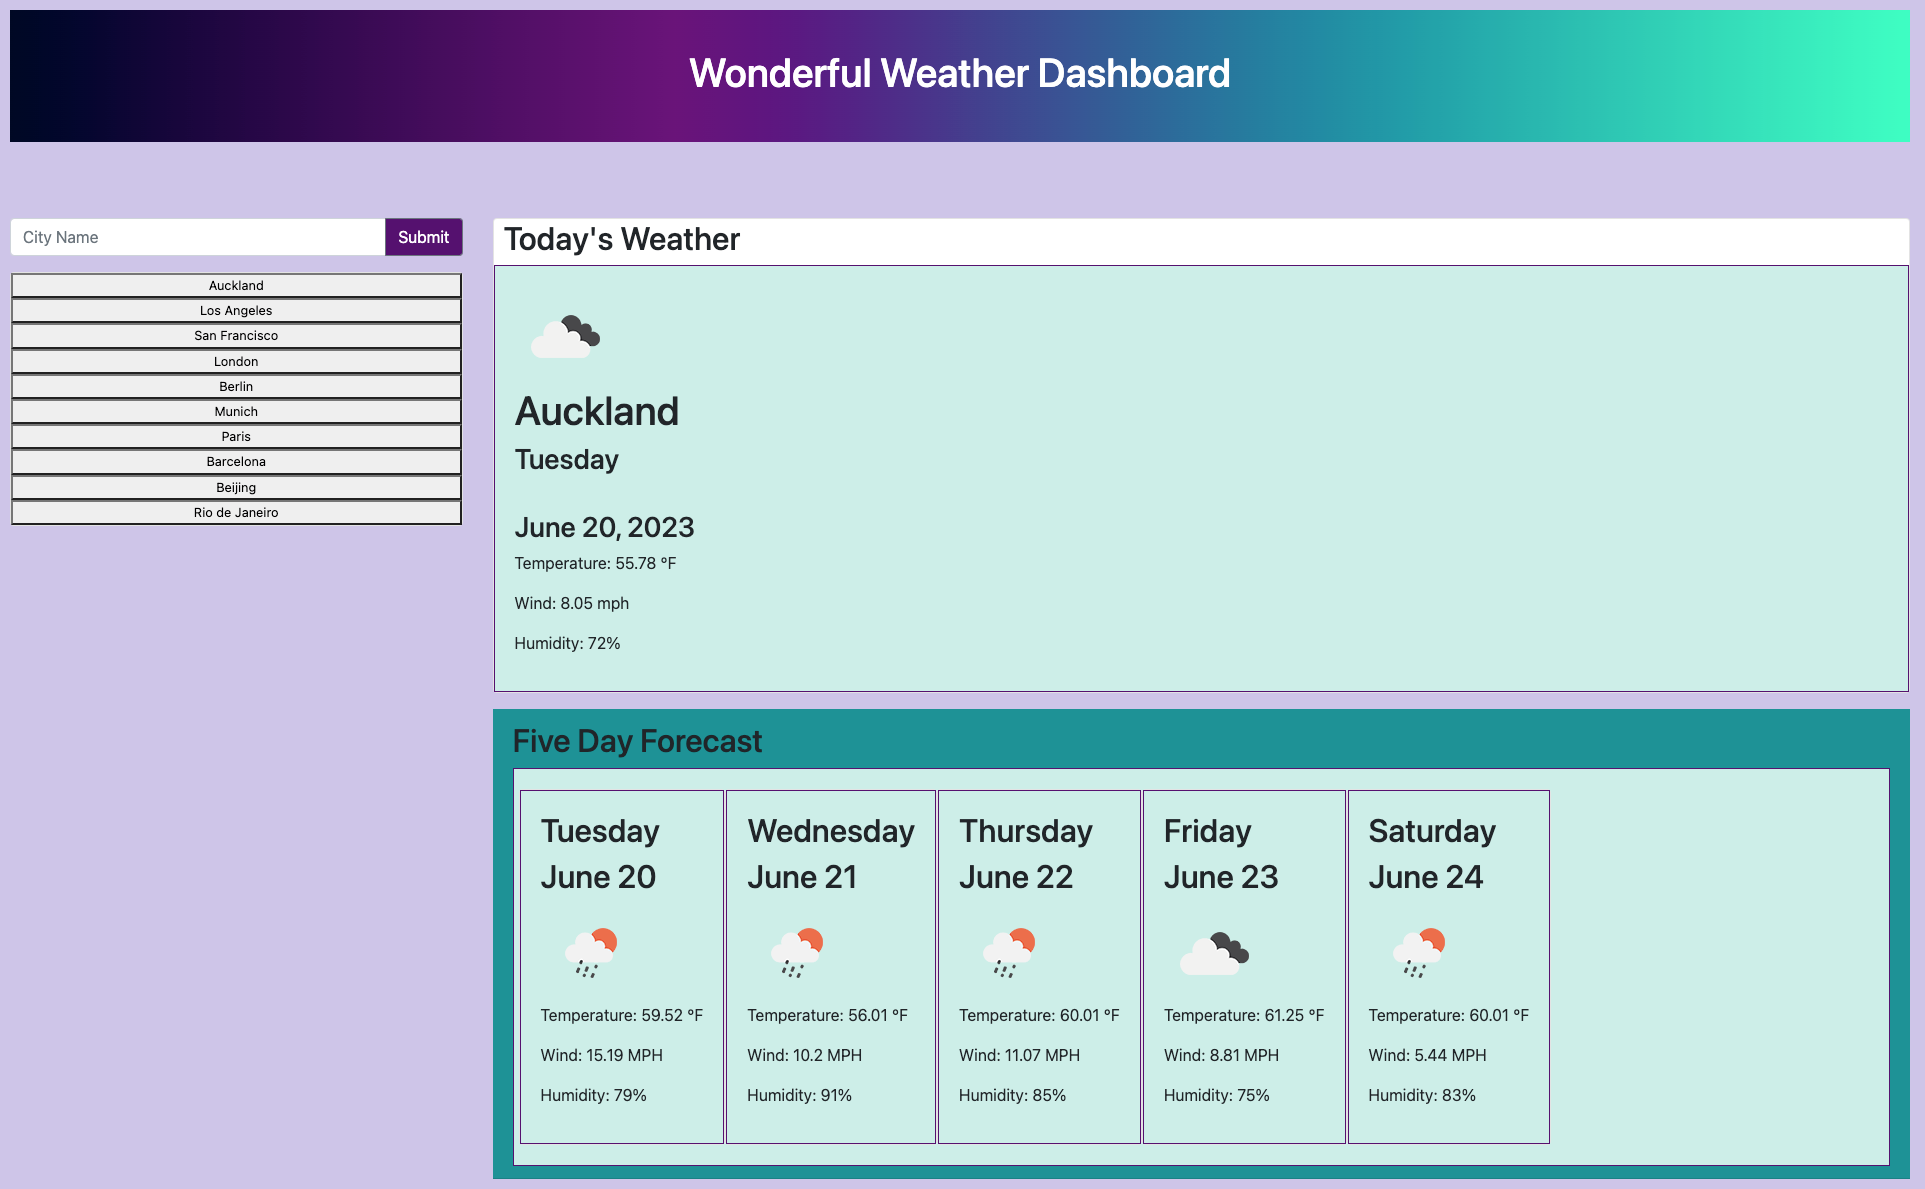 Wonderful Weather Dashboard
City Name
Submit
Auckland
Los Angeles
San Francisco
London
Berlin
Munich
Paris
Barcelona
Beijing
Rio de Janeiro
Today's Weather
Auckland
Tuesday
June 20, 2023
Temperature: 55.78 °F
Wind: 8.05 mph
Humidity: 72%
Five Day Forecast
Tuesday
June 20
Temperature: 59.52 °F
Wind: 15.19 MPH
Humidity: 79%
Wednesday
June 21
Temperature: 56.01 °F
Wind: 10.2 MPH
Humidity: 91%
Thursday
June 22
Temperature: 60.01 °F
Wind: 11.07 MPH
Humidity: 85%
Friday
June 23
Temperature: 61.25 °F
Wind: 8.81 MPH
Humidity: 75%
Saturday
June 24
Temperature: 60.01 °F
Wind: 5.44 MPH
Humidity: 83%